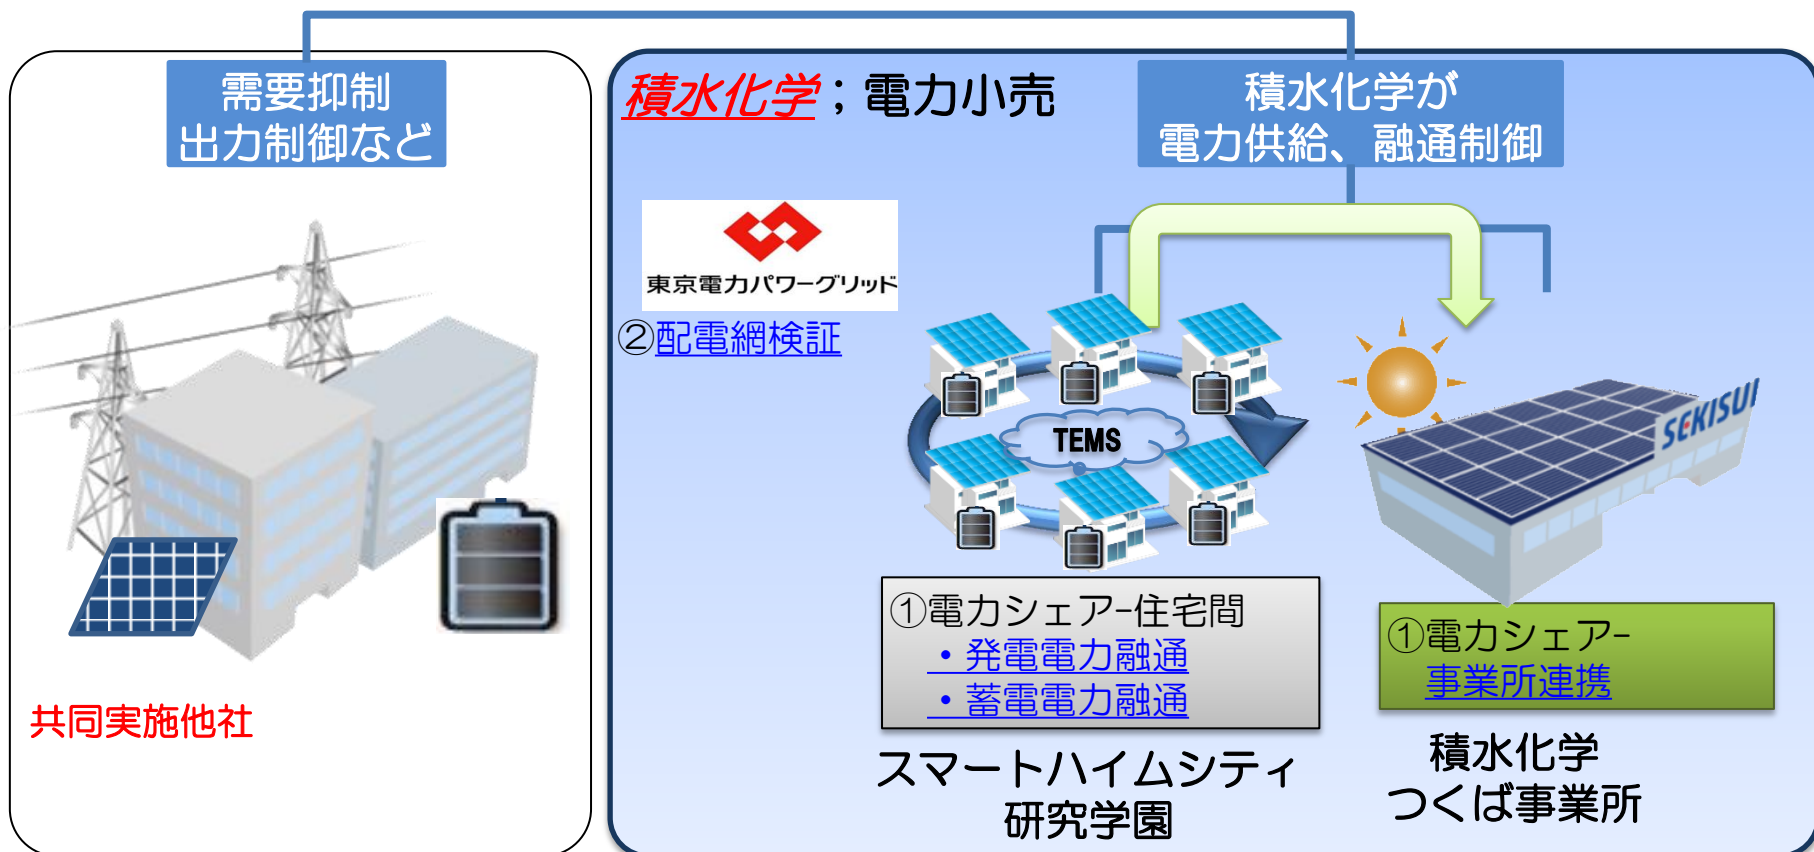 需要抑制
出力制御など
共同実施他社
積水化学；電力小売
積水化学が
電力供給、融通制御
東京電力パワーグリッド
②配電網検証
TEMS
SEKISUI
①電力シェアｰ住宅間
・発電電力融通
・蓄電電力融通
スマートハイムシティ
研究学園
①電力シェアｰ
事業所連携
積水化学
つくば事業所